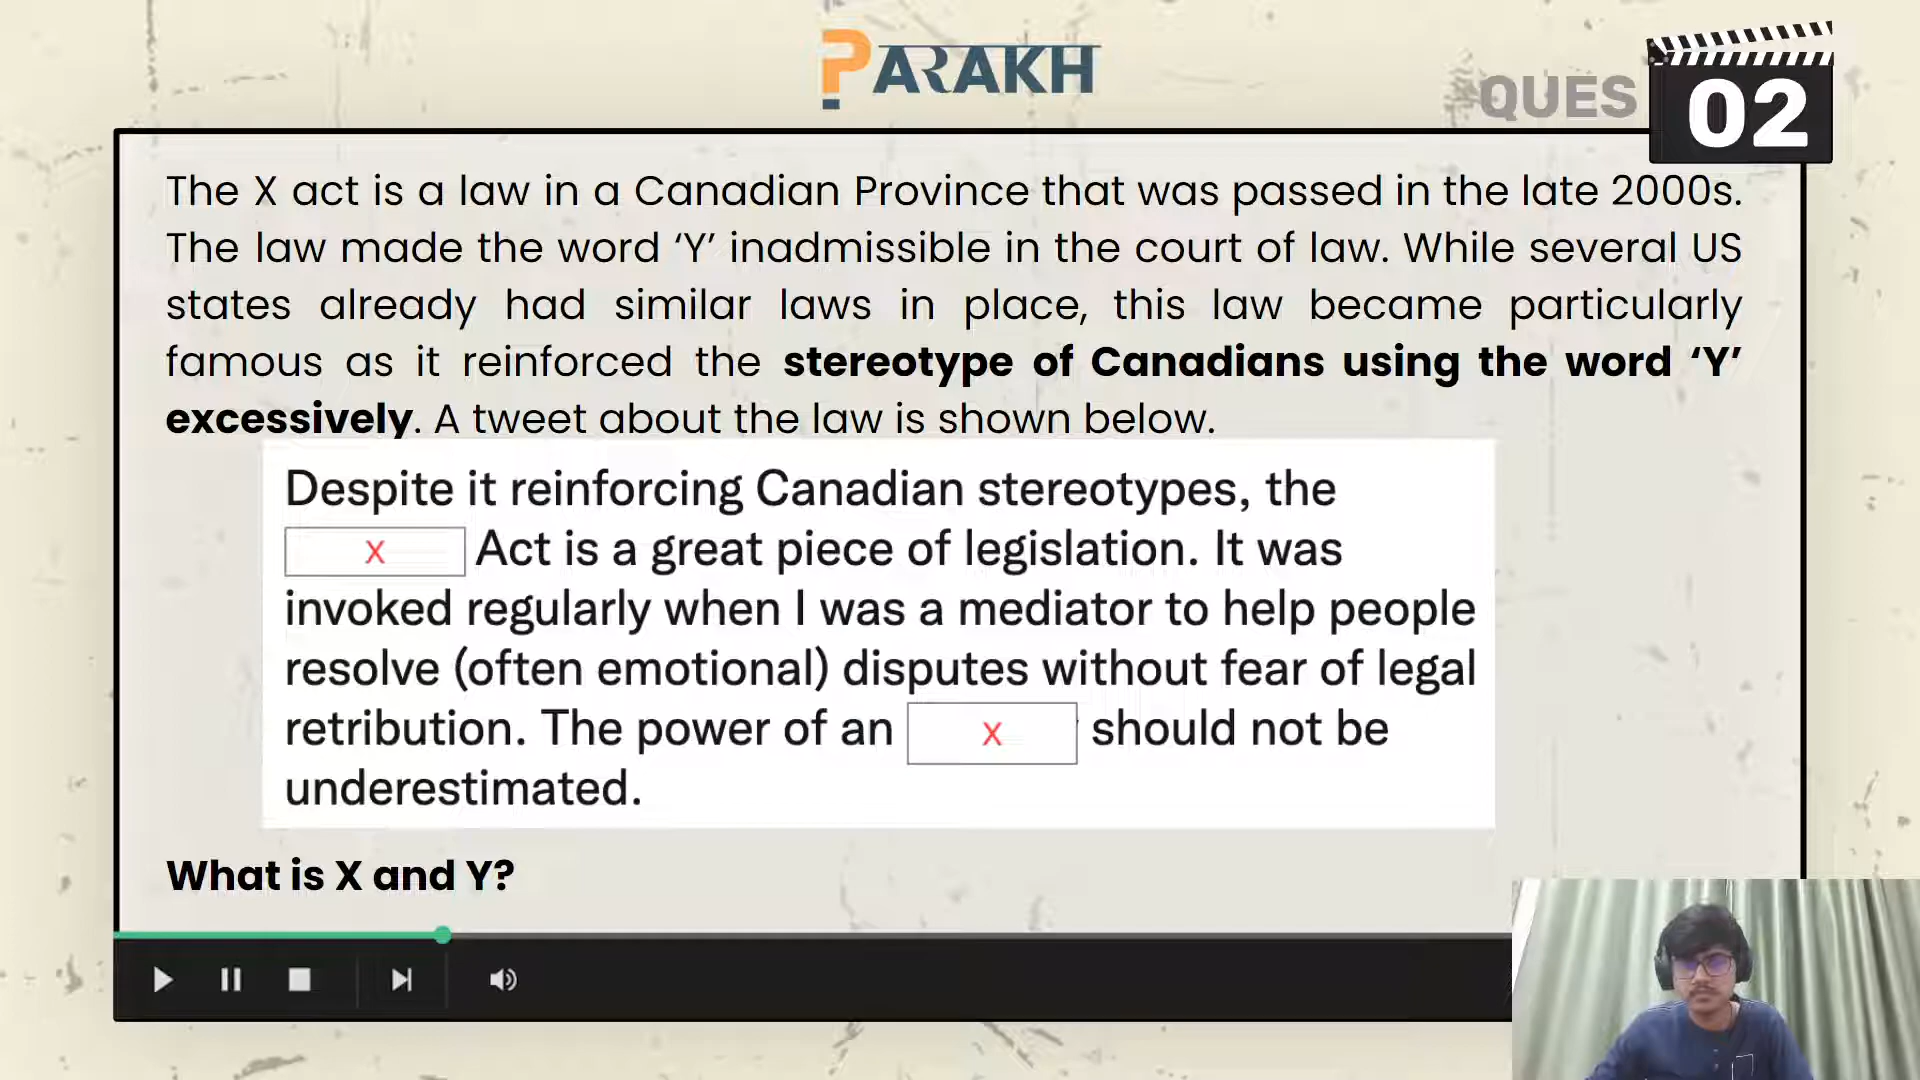 ?ARAKH
QUES 02
The X act is a law in a Canadian Province that was passed in the late 2000s.
The law made the word ‘Y’ inadmissible in the court of law. While several US
states already had similar laws in place, this law became particularly
famous as it reinforced the stereotype of Canadians using the word ‘Y’
excessively. A tweet about the law is shown below.
Despite it reinforcing Canadian stereotypes, the
X Act is a great piece of legislation. It was
invoked regularly when I was a mediator to help people
resolve (often emotional) disputes without fear of legal
retribution. The power of an X should not be
underestimated.
What is X and Y?